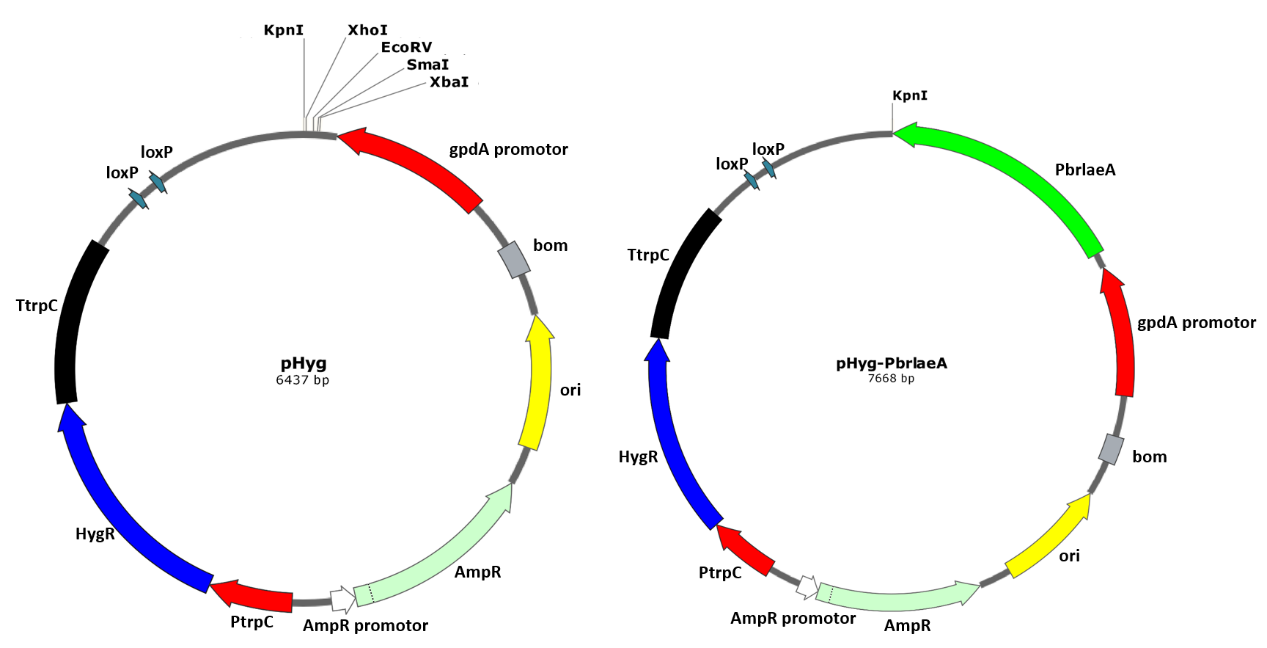 KpnI
XhoI
EcoRV
SmaI
XbaI
gpdA promotor
loxP
loxP
bom
TtrpC
pHyg
6437 bp
ori
HygR
AmpR
PtrpC
AmpR promotor
KpnI
loxP
loxP
PbrlaeA
TtrpC
gpdA promotor
pHyg-PbrlaeA
7668 bp
HygR
bom
ori
PtrpC
AmpR promotor
AmpR